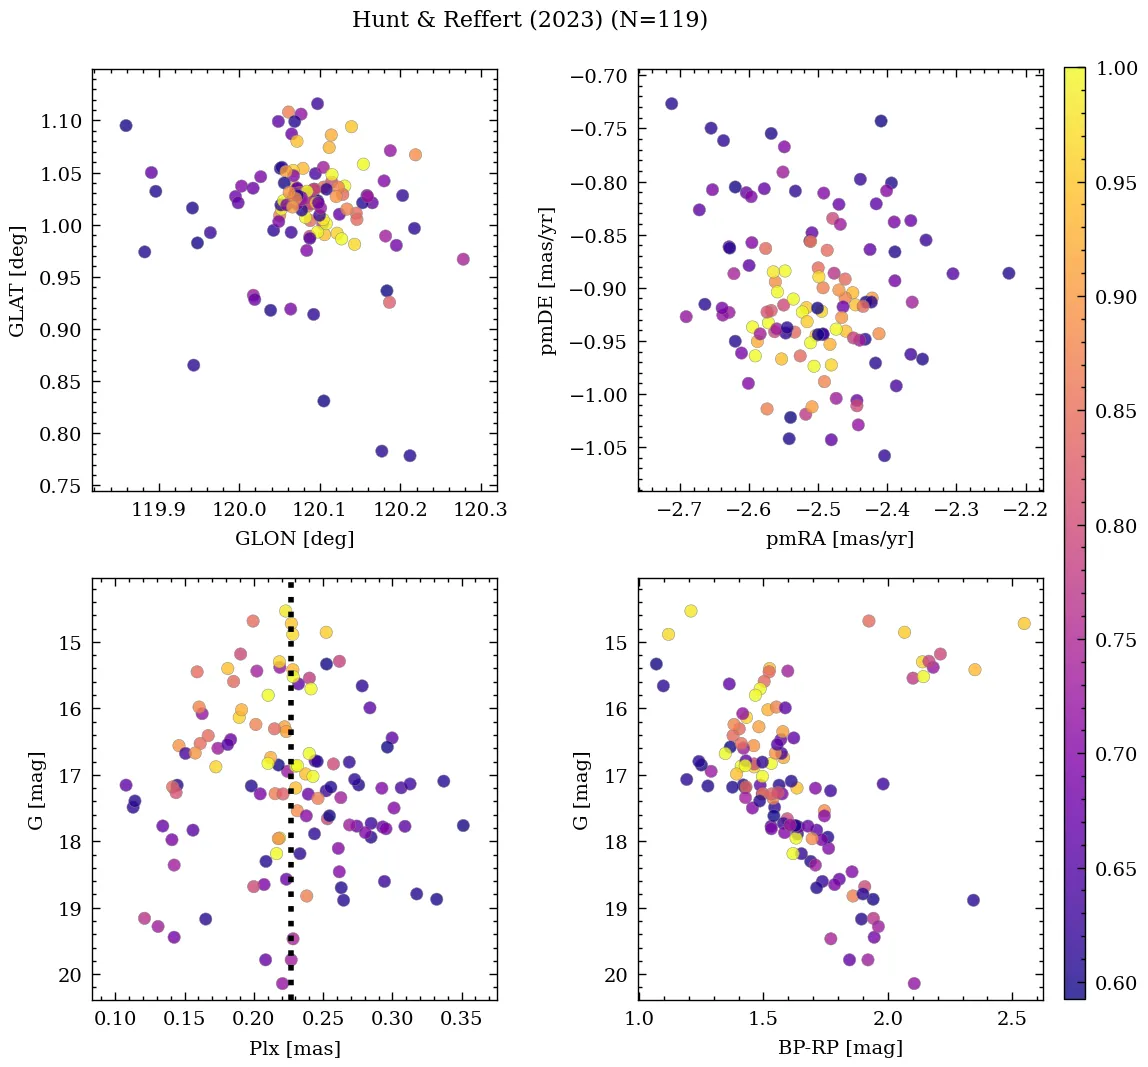 Hunt & Reffert (2023) (N=119)
1.10
1.05
1.00
0.95
0.90
0.85
0.80
0.75
GLAT [deg]
119.9 120.0 120.1 120.2 120.3
GLON [deg]
−0.70
−0.75
−0.80
−0.85
−0.90
−0.95
−1.00
−1.05
pmDE [mas/yr]
−2.7 −2.6 −2.5 −2.4 −2.3 −2.2
pmRA [mas/yr]
15
16
17
18
19
20
G [mag]
0.10 0.15 0.20 0.25 0.30 0.35
Plx [mas]
15
16
17
18
19
20
G [mag]
1.0 1.5 2.0 2.5
BP-RP [mag]
1.00
0.95
0.90
0.85
0.80
0.75
0.70
0.65
0.60